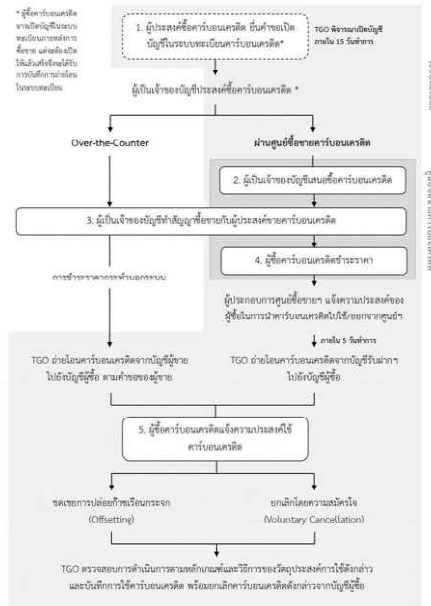 * ผู้ซื้อคาร์บอนเครดิต
อาจเปิดบัญชีในระบบ
ทะเบียนภายหลังการ
ซื้อขาย แต่จะต้องเปิด
ให้แล้วเสร็จจึงจะได้รับ
การบันทึกการถ่ายโอน
ในระบบทะเบียน
1. ผู้ประสงค์ซื้อคาร์บอนเครดิต ยื่นคำขอเปิด
บัญชีในระบบทะเบียนคาร์บอนเครดิต*
TGO พิจารณาเปิดบัญชี
ภายใน 15 วันทำการ
ผู้เป็นเจ้าของบัญชีประสงค์ซื้อคาร์บอนเครดิต *
Over-the-Counter
ผ่านศูนย์ซื้อขายคาร์บอนเครดิต
2. ผู้เป็นเจ้าของบัญชีเสนอซื้อคาร์บอนเครดิต
3. ผู้เป็นเจ้าของบัญชีทำสัญญาซื้อขายกับผู้ประสงค์ขายคาร์บอนเครดิต
4. ผู้ซื้อคาร์บอนเครดิตชำระราคา
การชำระราคากระทำนอกระบบ
ผู้ประกอบการศูนย์ซื้อขายฯ แจ้งความประสงค์ของ
ผู้ซื้อในการนำคาร์บอนเครดิตไปใช้/ออกจากศูนย์ฯ
ภายใน 5 วันทำการ
TGO ถ่ายโอนคาร์บอนเครดิตจากบัญชีผู้ขาย
ไปยังบัญชีผู้ซื้อ ตามคำขอของผู้ขาย
TGO ถ่ายโอนคาร์บอนเครดิตจากบัญชีรับฝากฯ
ไปยังบัญชีผู้ซื้อ
5. ผู้ซื้อคาร์บอนเครดิตแจ้งความประสงค์ใช้
คาร์บอนเครดิต
ชดเชยการปล่อยก๊าซเรือนกระจก
(Offsetting)
ยกเลิกโดยความสมัครใจ
(Voluntary Cancellation)
TGO ตรวจสอบการดำเนินการตามหลักเกณฑ์และวิธีการของวัตถุประสงค์การใช้ดังกล่าว
และบันทึกการใช้คาร์บอนเครดิต พร้อมยกเลิกคาร์บอนเครดิตดังกล่าวจากบัญชีผู้ซื้อ